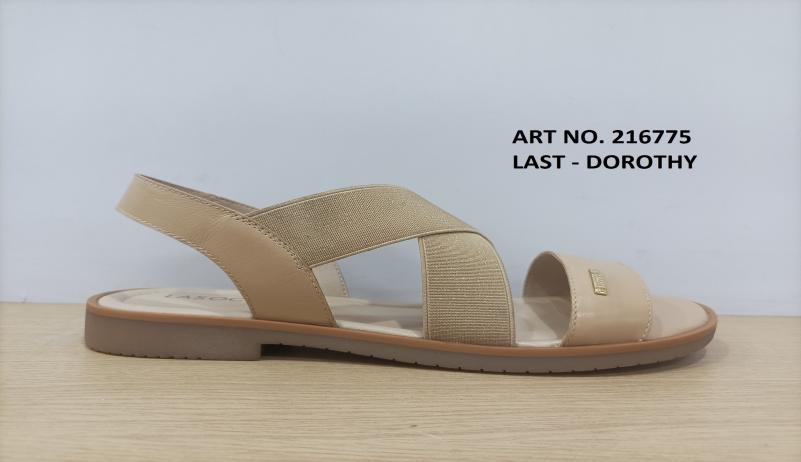 ART NO. 216775
LAST - DOROTHY